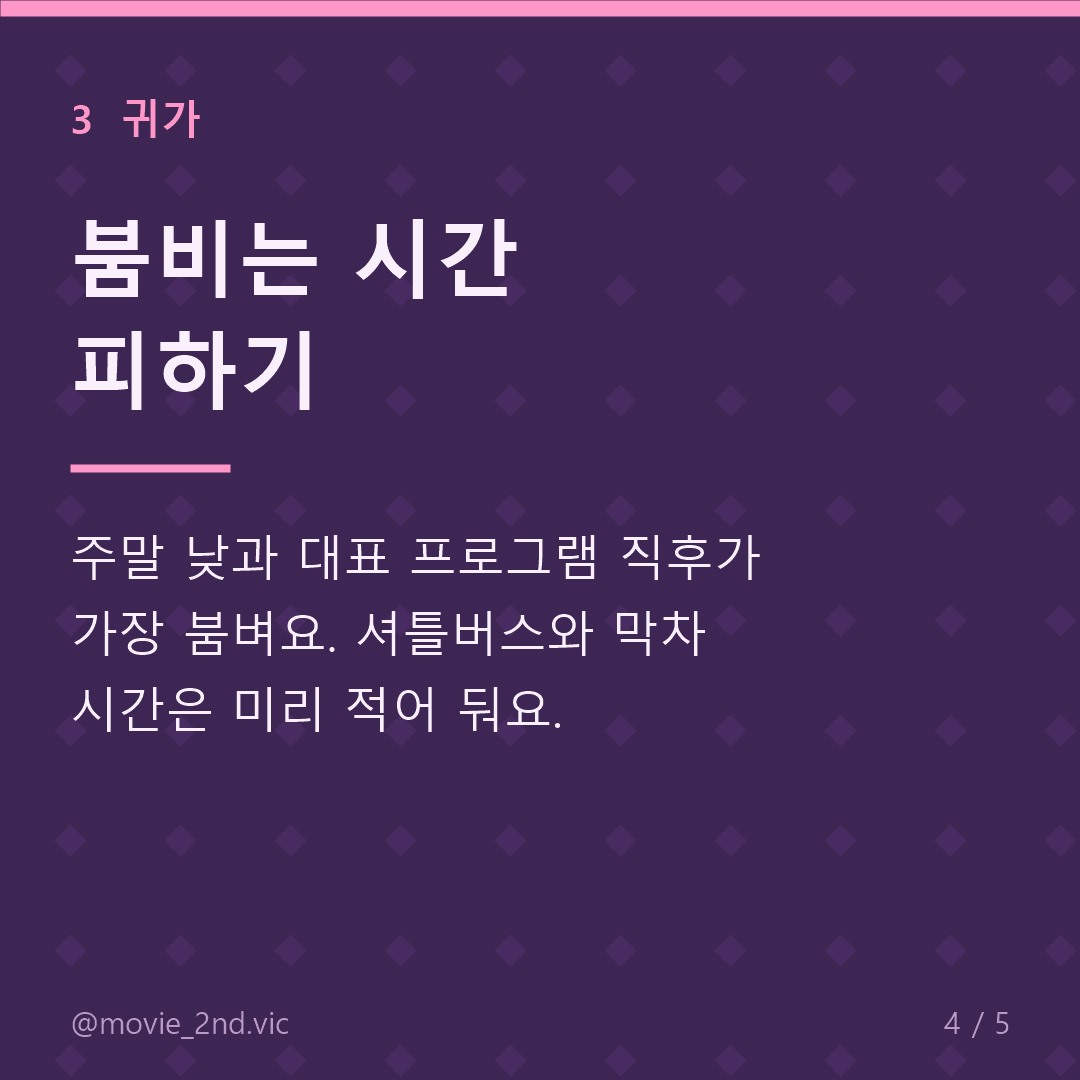 3 귀가
붐비는 시간
피하기
주말 낮과 대표 프로그램 직후가
가장 붐벼요. 셔틀버스와 막차
시간은 미리 적어 둬요.
@movie_2nd.vic
4 / 5